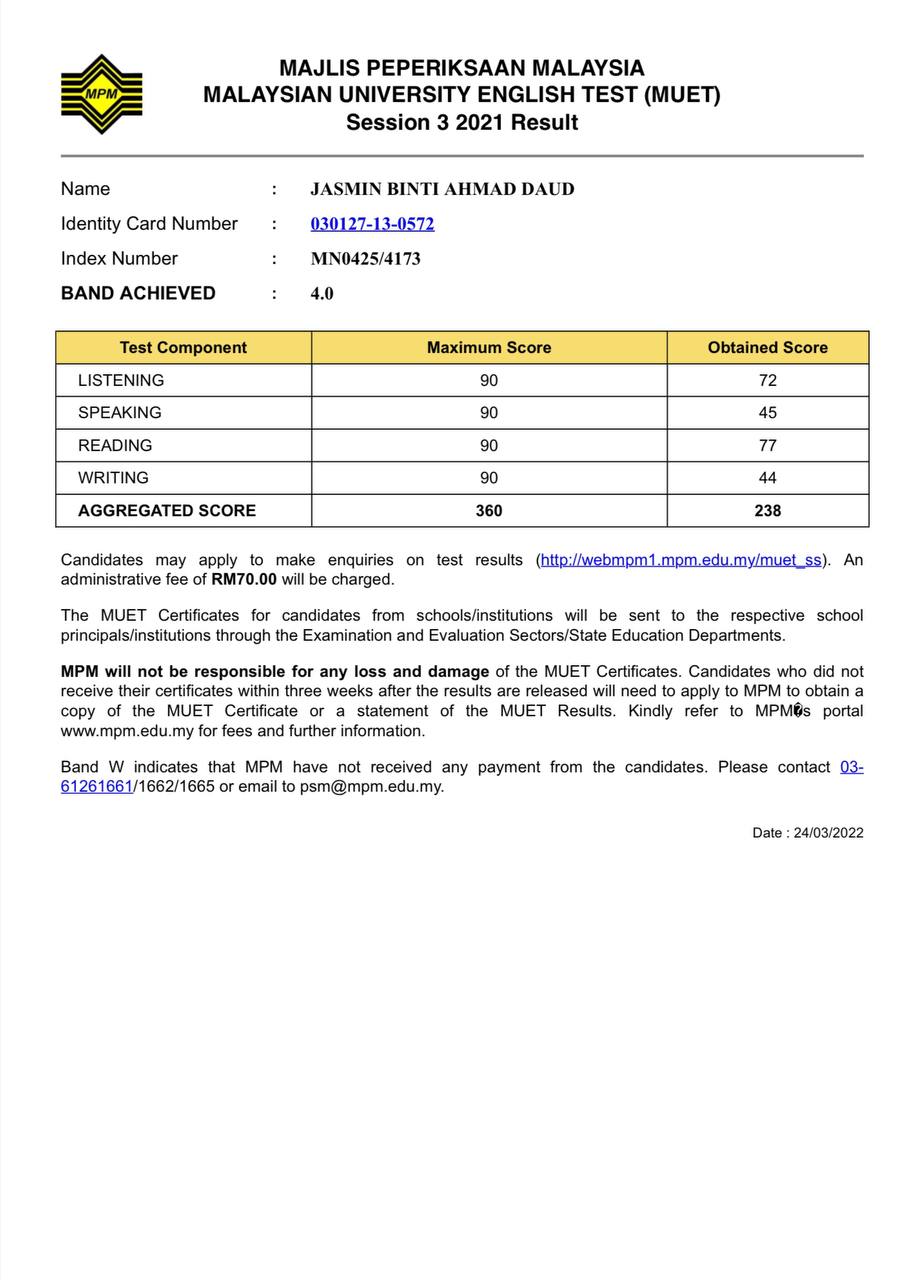 MPM
MAJLIS PEPERIKSAAN MALAYSIA
MALAYSIAN UNIVERSITY ENGLISH TEST (MUET)
Session 3 2021 Result
Name : JASMIN BINTI AHMAD DAUD
Identity Card Number : 030127-13-0572
Index Number : MN0425/4173
BAND ACHIEVED : 4.0
Test Component Maximum Score Obtained Score
LISTENING 90 72
SPEAKING 90 45
READING 90 77
WRITING 90 44
AGGREGATED SCORE 360 238
Candidates may apply to make enquiries on test results (http://webmpm1.mpm.edu.my/muet_ss). An
administrative fee of RM70.00 will be charged.
The MUET Certificates for candidates from schools/institutions will be sent to the respective school
principals/institutions through the Examination and Evaluation Sectors/State Education Departments.
MPM will not be responsible for any loss and damage of the MUET Certificates. Candidates who did not
receive their certificates within three weeks after the results are released will need to apply to MPM to obtain a
copy of the MUET Certificate or a statement of the MUET Results. Kindly refer to MPM�s portal
www.mpm.edu.my for fees and further information.
Band W indicates that MPM have not received any payment from the candidates. Please contact 03-
61261661/1662/1665 or email to psm@mpm.edu.my.
Date : 24/03/2022